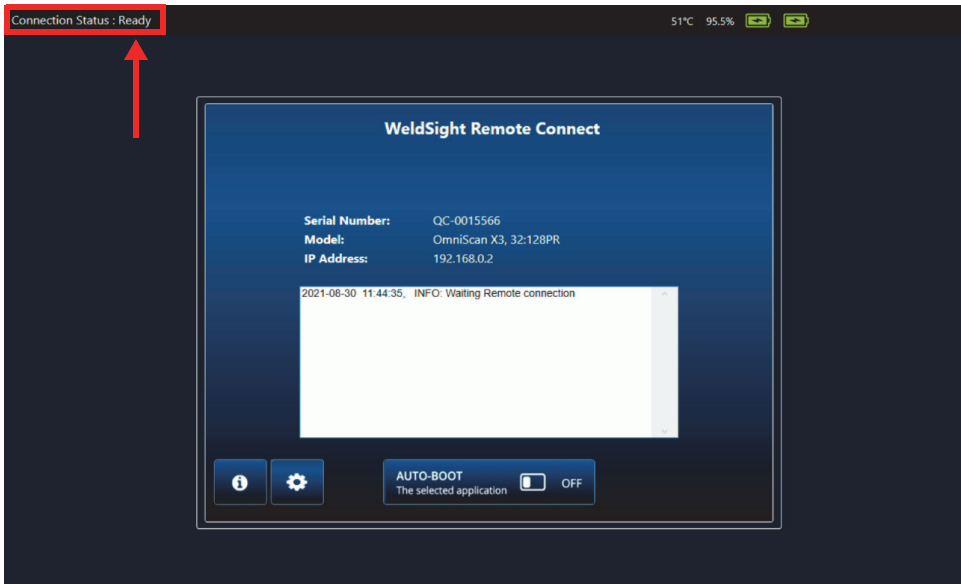 Connection Status : Ready
51°C 95.5%
WeldSight Remote Connect
Serial Number: QC-0015566
Model: OmniScan X3, 32:128PR
IP Address: 192.168.0.2
2021-08-30 11:44:35, INFO: Waiting Remote connection
AUTO-BOOT
The selected application OFF